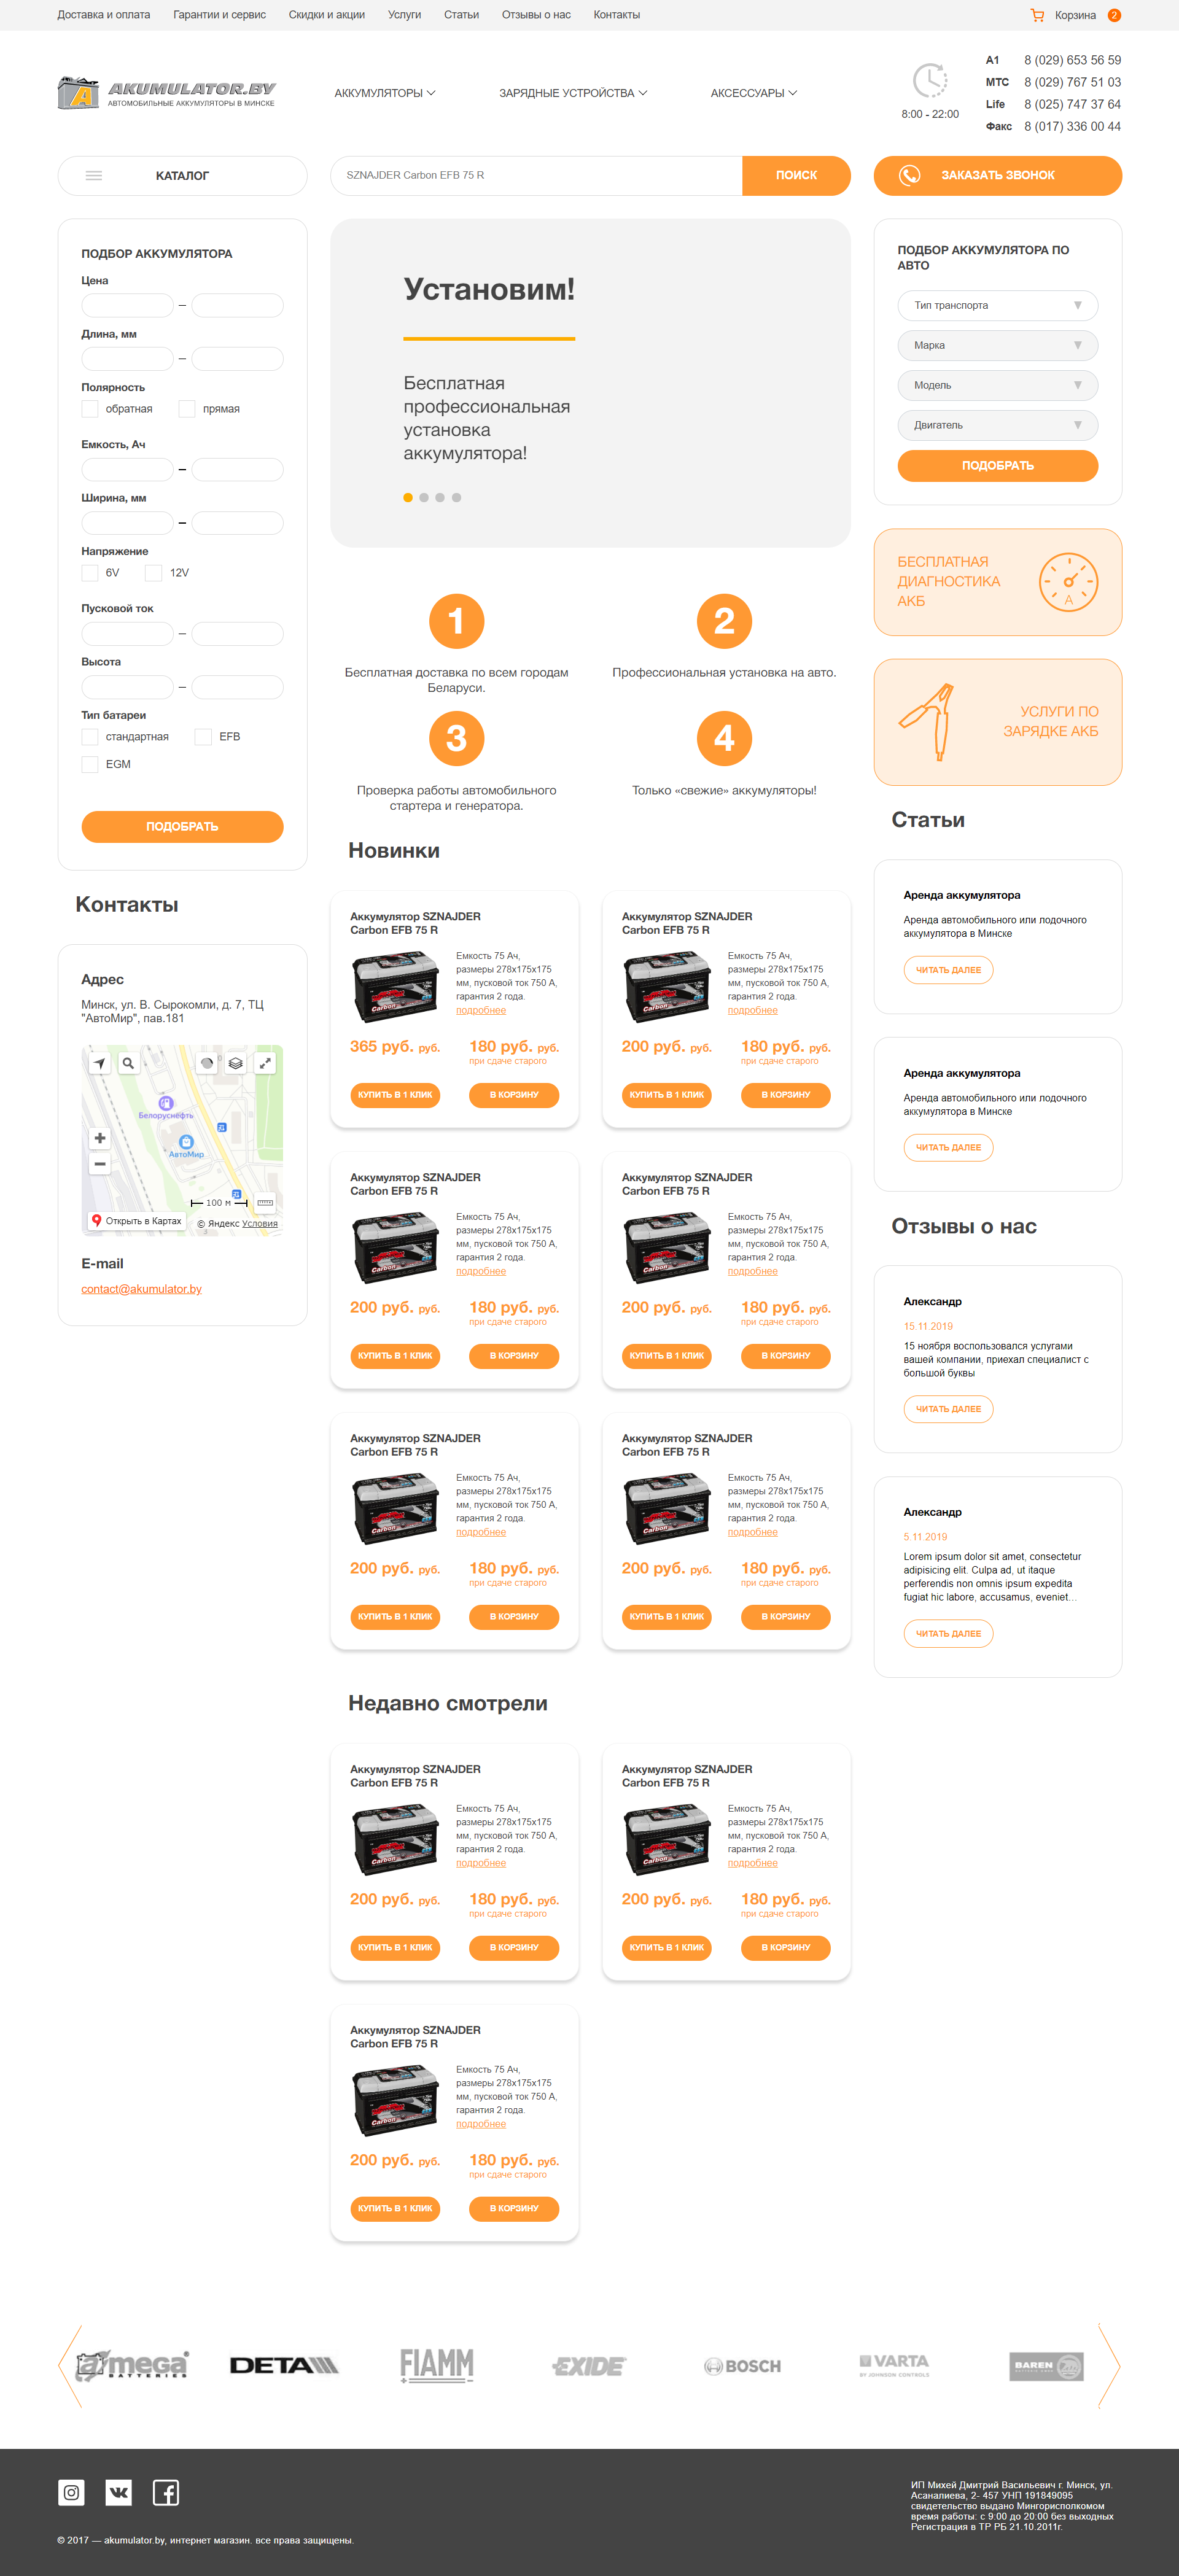 Доставка и оплата Гарантии и сервис Скидки и акции Услуги Статьи Отзывы о нас Контакты Корзина 2
AKUMULATOR.BY
АВТОМОБИЛЬНЫЕ АККУМУЛЯТОРЫ В МИНСКЕ
АККУМУЛЯТОРЫ ЗАРЯДНЫЕ УСТРОЙСТВА АКСЕССУАРЫ
8:00 - 22:00
A1 8 (029) 653 56 59
МТС 8 (029) 767 51 03
Life 8 (025) 747 37 64
Факс 8 (017) 336 00 44
КАТАЛОГ
SZNAJDER Carbon EFB 75 R ПОИСК
ЗАКАЗАТЬ ЗВОНОК
ПОДБОР АККУМУЛЯТОРА
Цена
–
Длина, мм
–
Полярность
обратная прямая
Емкость, Ач
–
Ширина, мм
–
Напряжение
6V 12V
Пусковой ток
–
Высота
–
Тип батареи
стандартная EFB
EGM
ПОДОБРАТЬ
Контакты
Адрес
Минск, ул. В. Сырокомли, д. 7, ТЦ
"АвтоМир", пав.181
Белоруснефть
АвтоМир
100 м
Открыть в Картах
© Яндекс Условия
E-mail
contact@akumulator.by
Установим!
Бесплатная
профессиональная
установка
аккумулятора!
1
Бесплатная доставка по всем городам
Беларуси.
2
Профессиональная установка на авто.
3
Проверка работы автомобильного
стартера и генератора.
4
Только «свежие» аккумуляторы!
Новинки
Аккумулятор SZNAJDER
Carbon EFB 75 R
Carbon
Емкость 75 Ач,
размеры 278x175x175
мм, пусковой ток 750 А,
гарантия 2 года.
подробнее
365 руб. руб. 180 руб. руб.
при сдаче старого
КУПИТЬ В 1 КЛИК В КОРЗИНУ
Аккумулятор SZNAJDER
Carbon EFB 75 R
Carbon
Емкость 75 Ач,
размеры 278x175x175
мм, пусковой ток 750 А,
гарантия 2 года.
подробнее
200 руб. руб. 180 руб. руб.
при сдаче старого
КУПИТЬ В 1 КЛИК В КОРЗИНУ
Аккумулятор SZNAJDER
Carbon EFB 75 R
Carbon
Емкость 75 Ач,
размеры 278x175x175
мм, пусковой ток 750 А,
гарантия 2 года.
подробнее
200 руб. руб. 180 руб. руб.
при сдаче старого
КУПИТЬ В 1 КЛИК В КОРЗИНУ
Аккумулятор SZNAJDER
Carbon EFB 75 R
Carbon
Емкость 75 Ач,
размеры 278x175x175
мм, пусковой ток 750 А,
гарантия 2 года.
подробнее
200 руб. руб. 180 руб. руб.
при сдаче старого
КУПИТЬ В 1 КЛИК В КОРЗИНУ
Аккумулятор SZNAJDER
Carbon EFB 75 R
Carbon
Емкость 75 Ач,
размеры 278x175x175
мм, пусковой ток 750 А,
гарантия 2 года.
подробнее
200 руб. руб. 180 руб. руб.
при сдаче старого
КУПИТЬ В 1 КЛИК В КОРЗИНУ
Аккумулятор SZNAJDER
Carbon EFB 75 R
Carbon
Емкость 75 Ач,
размеры 278x175x175
мм, пусковой ток 750 А,
гарантия 2 года.
подробнее
200 руб. руб. 180 руб. руб.
при сдаче старого
КУПИТЬ В 1 КЛИК В КОРЗИНУ
Недавно смотрели
Аккумулятор SZNAJDER
Carbon EFB 75 R
Carbon
Емкость 75 Ач,
размеры 278x175x175
мм, пусковой ток 750 А,
гарантия 2 года.
подробнее
200 руб. руб. 180 руб. руб.
при сдаче старого
КУПИТЬ В 1 КЛИК В КОРЗИНУ
Аккумулятор SZNAJDER
Carbon EFB 75 R
Carbon
Емкость 75 Ач,
размеры 278x175x175
мм, пусковой ток 750 А,
гарантия 2 года.
подробнее
200 руб. руб. 180 руб. руб.
при сдаче старого
КУПИТЬ В 1 КЛИК В КОРЗИНУ
Аккумулятор SZNAJDER
Carbon EFB 75 R
Carbon
Емкость 75 Ач,
размеры 278x175x175
мм, пусковой ток 750 А,
гарантия 2 года.
подробнее
200 руб. руб. 180 руб. руб.
при сдаче старого
КУПИТЬ В 1 КЛИК В КОРЗИНУ
ПОДБОР АККУМУЛЯТОРА ПО
АВТО
Тип транспорта
Марка
Модель
Двигатель
ПОДОБРАТЬ
БЕСПЛАТНАЯ
ДИАГНОСТИКА
АКБ
A
УСЛУГИ ПО
ЗАРЯДКЕ АКБ
Статьи
Аренда аккумулятора
Аренда автомобильного или лодочного
аккумулятора в Минске
ЧИТАТЬ ДАЛЕЕ
Аренда аккумулятора
Аренда автомобильного или лодочного
аккумулятора в Минске
ЧИТАТЬ ДАЛЕЕ
Отзывы о нас
Александр
15.11.2019
15 ноября воспользовался услугами
вашей компании, приехал специалист с
большой буквы
ЧИТАТЬ ДАЛЕЕ
Александр
5.11.2019
Lorem ipsum dolor sit amet, consectetur
adipisicing elit. Culpa ad, ut itaque
perferendis non omnis ipsum expedita
fugiat hic labore, accusamus, eveniet...
ЧИТАТЬ ДАЛЕЕ
amega
BATTERIES
DETA
FIAMM
EXIDE
BOSCH
VARTA
BY JOHNSON CONTROLS
BAREN
© 2017 — akumulator.by, интернет магазин. все права защищены.
ИП Михей Дмитрий Васильевич г. Минск, ул.
Асаналиева, 2- 457 УНП 191849095
свидетельство выдано Мингорисполкомом
время работы: с 9:00 до 20:00 без выходных
Регистрация в ТР РБ 21.10.2011г.